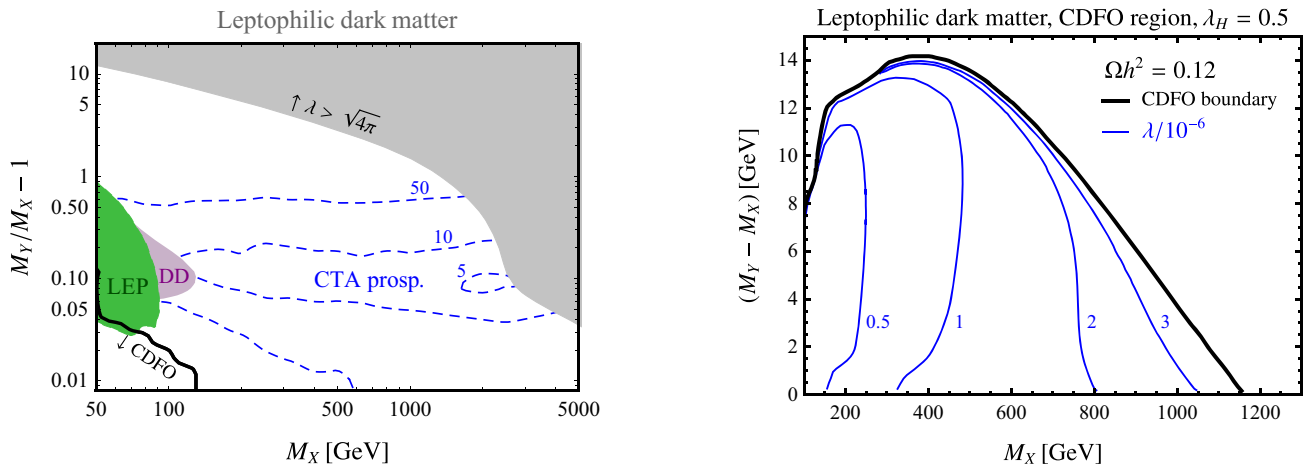 Leptophilic dark matter
M_Y/M_X − 1
10
5
1
0.50
0.10
0.05
0.01
↑ λ > √4π
50
10
5
CTA prosp.
LEP
DD
↓ CDFO
50
100
500
1000
5000
M_X [GeV]
Leptophilic dark matter, CDFO region, λ_H = 0.5
(M_Y − M_X) [GeV]
14
12
10
8
6
4
2
0
Ωh² = 0.12
CDFO boundary
λ/10⁻⁶
0.5
1
2
3
200
400
600
800
1000
1200
M_X [GeV]